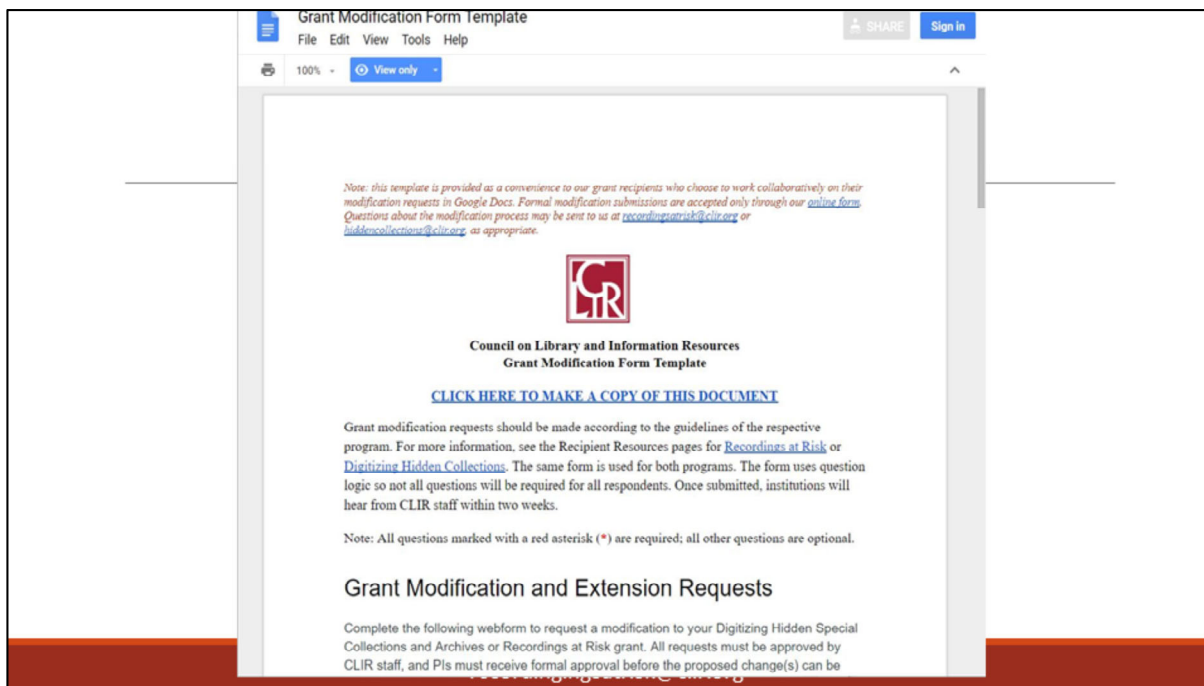 Grant Modification Form Template
File Edit View Tools Help
SHARE
Sign in
100%
View only
Note: this template is provided as a convenience to our grant recipients who choose to work collaboratively on their
modification requests in Google Docs. Formal modification submissions are accepted only through our online form.
Questions about the modification process may be sent to us at recordingsatrisk@clir.org or
hiddencollections@clir.org, as appropriate.
CLIR
Council on Library and Information Resources
Grant Modification Form Template
CLICK HERE TO MAKE A COPY OF THIS DOCUMENT
Grant modification requests should be made according to the guidelines of the respective
program. For more information, see the Recipient Resources pages for Recordings at Risk or
Digitizing Hidden Collections. The same form is used for both programs. The form uses question
logic so not all questions will be required for all respondents. Once submitted, institutions will
hear from CLIR staff within two weeks.
Note: All questions marked with a red asterisk (*) are required; all other questions are optional.
Grant Modification and Extension Requests
Complete the following webform to request a modification to your Digitizing Hidden Special
Collections and Archives or Recordings at Risk grant. All requests must be approved by
CLIR staff, and PIs must receive formal approval before the proposed change(s) can be